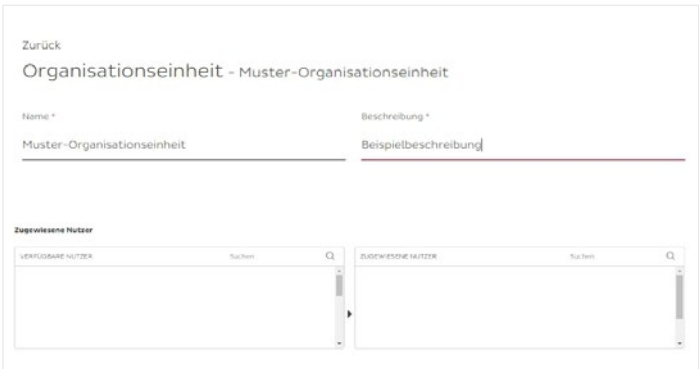 Zurück
Organisationseinheit - Muster-Organisationseinheit
Name * Beschreibung *
Muster-Organisationseinheit Beispielbeschreibung
Zugewiesene Nutzer
VERFÜGBARE NUTZER Suchen ZUGEWIESENE NUTZER Suchen